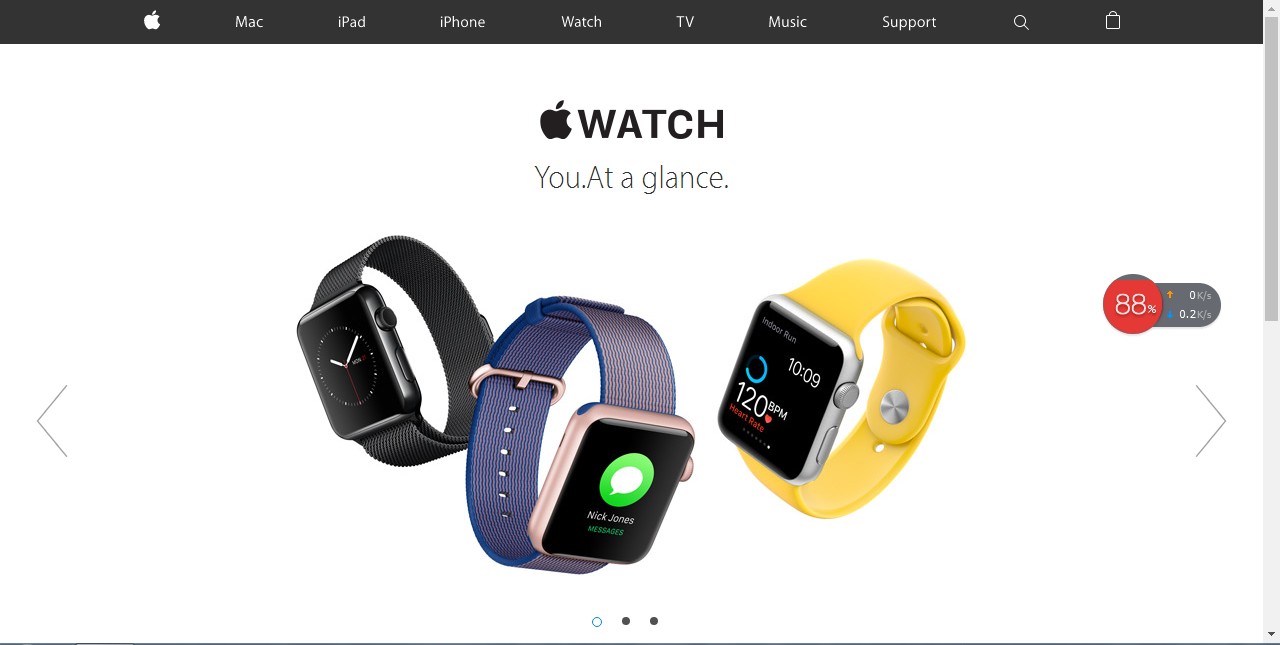 Mac iPad iPhone Watch TV Music Support
WATCH
You.At a glance.
Indoor Run
10:09
120BPM
Heart Rate
Nick Jones
MESSAGES
88%
0K/s
0.2K/s